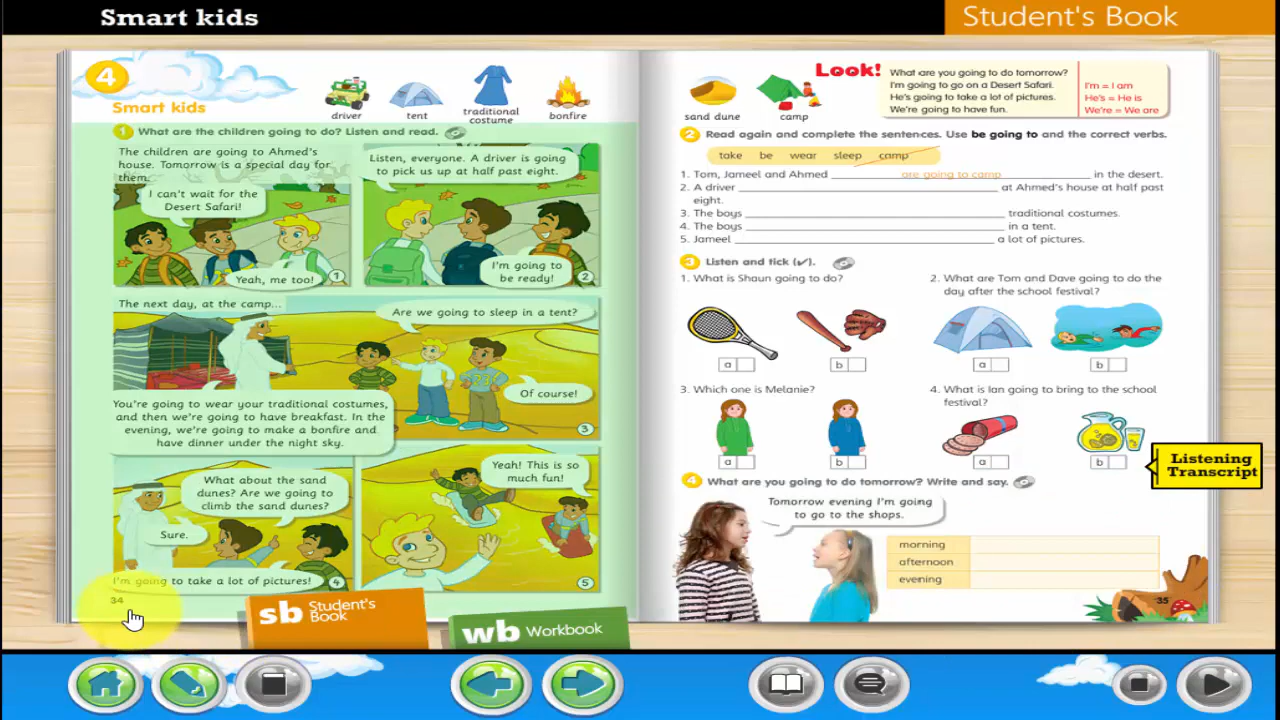 Smart kids
Student's Book
4
Smart kids
driver
tent
traditional
costume
bonfire
1 What are the children going to do? Listen and read.
The children are going to Ahmed's
house. Tomorrow is a special day for
them.
I can't wait for the
Desert Safari!
Yeah, me too!
1
Listen, everyone. A driver is going
to pick us up at half past eight.
I'm going to
be ready!
2
The next day, at the camp...
Are we going to sleep in a tent?
Of course!
You're going to wear your traditional costumes,
and then we're going to have breakfast. In the
evening, we're going to make a bonfire and
have dinner under the night sky.
3
What about the sand
dunes? Are we going to
climb the sand dunes?
Sure.
I'm going to take a lot of pictures!
4
Yeah! This is so
much fun!
5
34
sb Student's
Book
wb Workbook
sand dune
camp
Look!
What are you going to do tomorrow?
I'm going to go on a Desert Safari.
He's going to take a lot of pictures.
We're going to have fun.
I'm = I am
He's = He is
We're = We are
2 Read again and complete the sentences. Use be going to and the correct verbs.
take be wear sleep camp
1. Tom, Jameel and Ahmed are going to camp in the desert.
2. A driver at Ahmed's house at half past
eight.
3. The boys traditional costumes.
4. The boys in a tent.
5. Jameel a lot of pictures.
3 Listen and tick (✓).
1. What is Shaun going to do?
a
b
2. What are Tom and Dave going to do the
day after the school festival?
a
b
3. Which one is Melanie?
a
b
4. What is Ian going to bring to the school
festival?
a
b
Listening
Transcript
4 What are you going to do tomorrow? Write and say.
Tomorrow evening I'm going
to go to the shops.
morning
afternoon
evening
35